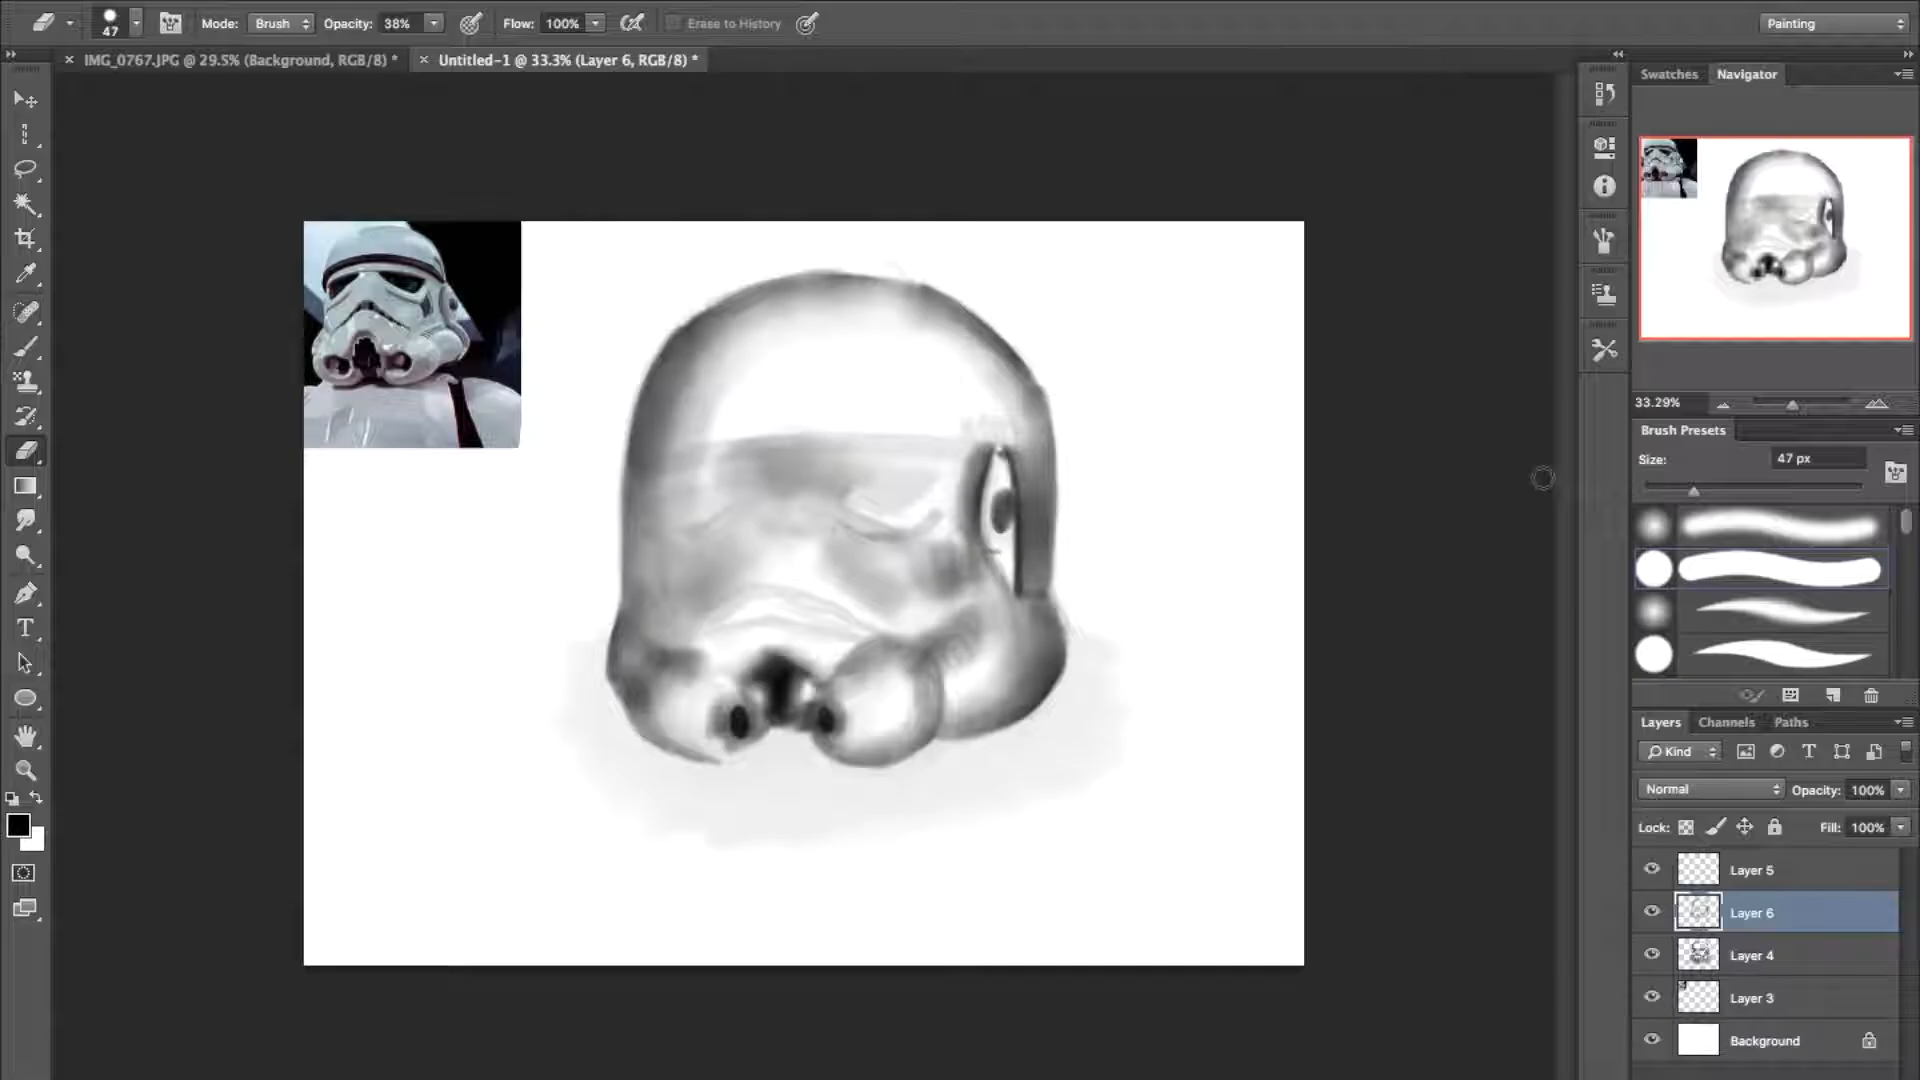 47 Mode: Brush Opacity: 38% Flow: 100% Erase to History Painting
× IMG_0767.JPG @ 29.5% (Background, RGB/8) * × Untitled-1 @ 33.3% (Layer 6, RGB/8) *
Swatches Navigator
33.29%
Brush Presets
Size: 47 px
Layers Channels Paths
Kind
Normal Opacity: 100%
Lock: Fill: 100%
Layer 5
Layer 6
Layer 4
Layer 3
Background